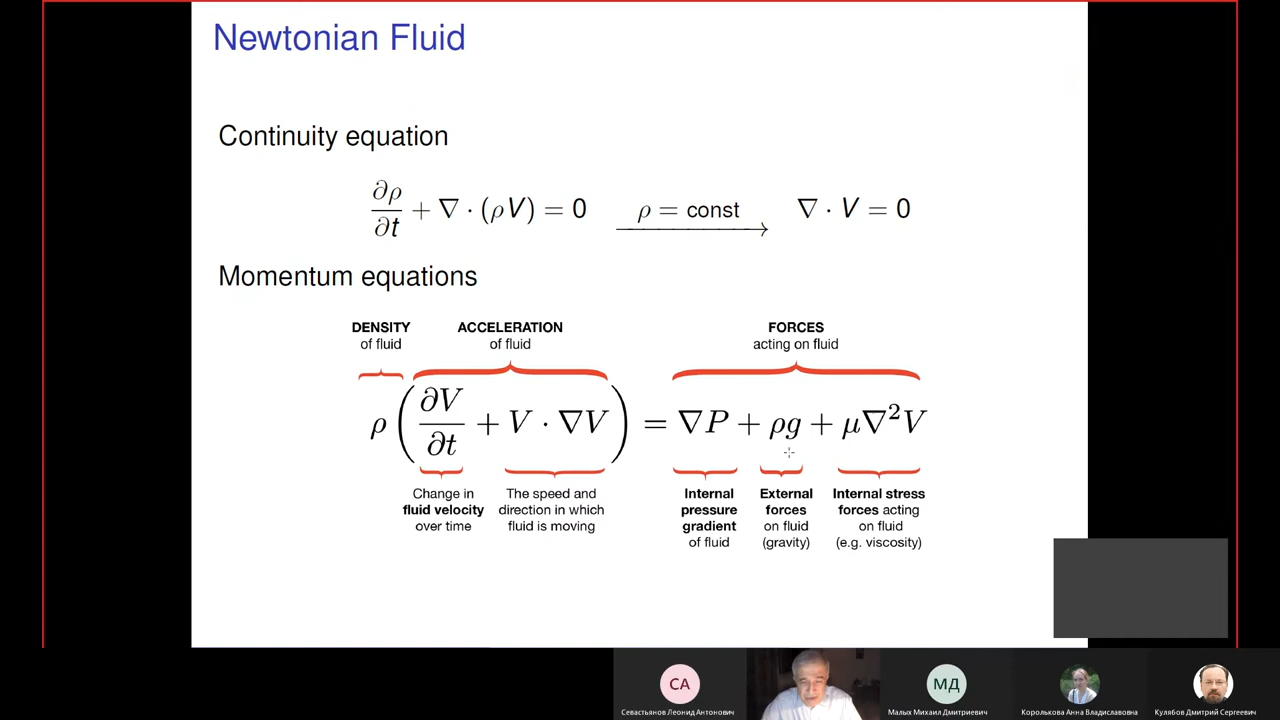 Newtonian Fluid
Continuity equation
∂ρ/∂t + ∇ · (ρV) = 0   ρ = const →   ∇ · V = 0
Momentum equations
DENSITY of fluid
ACCELERATION of fluid
FORCES acting on fluid
ρ(∂V/∂t + V · ∇V) = ∇P + ρg + μ∇²V
Change in fluid velocity over time
The speed and direction in which fluid is moving
Internal pressure gradient of fluid
External forces on fluid (gravity)
Internal stress forces acting on fluid (e.g. viscosity)
СА
МД
Севастьянов Леонид Антонович
Малых Михаил Дмитриевич
Королькова Анна Владиславовна
Кулябов Дмитрий Сергеевич